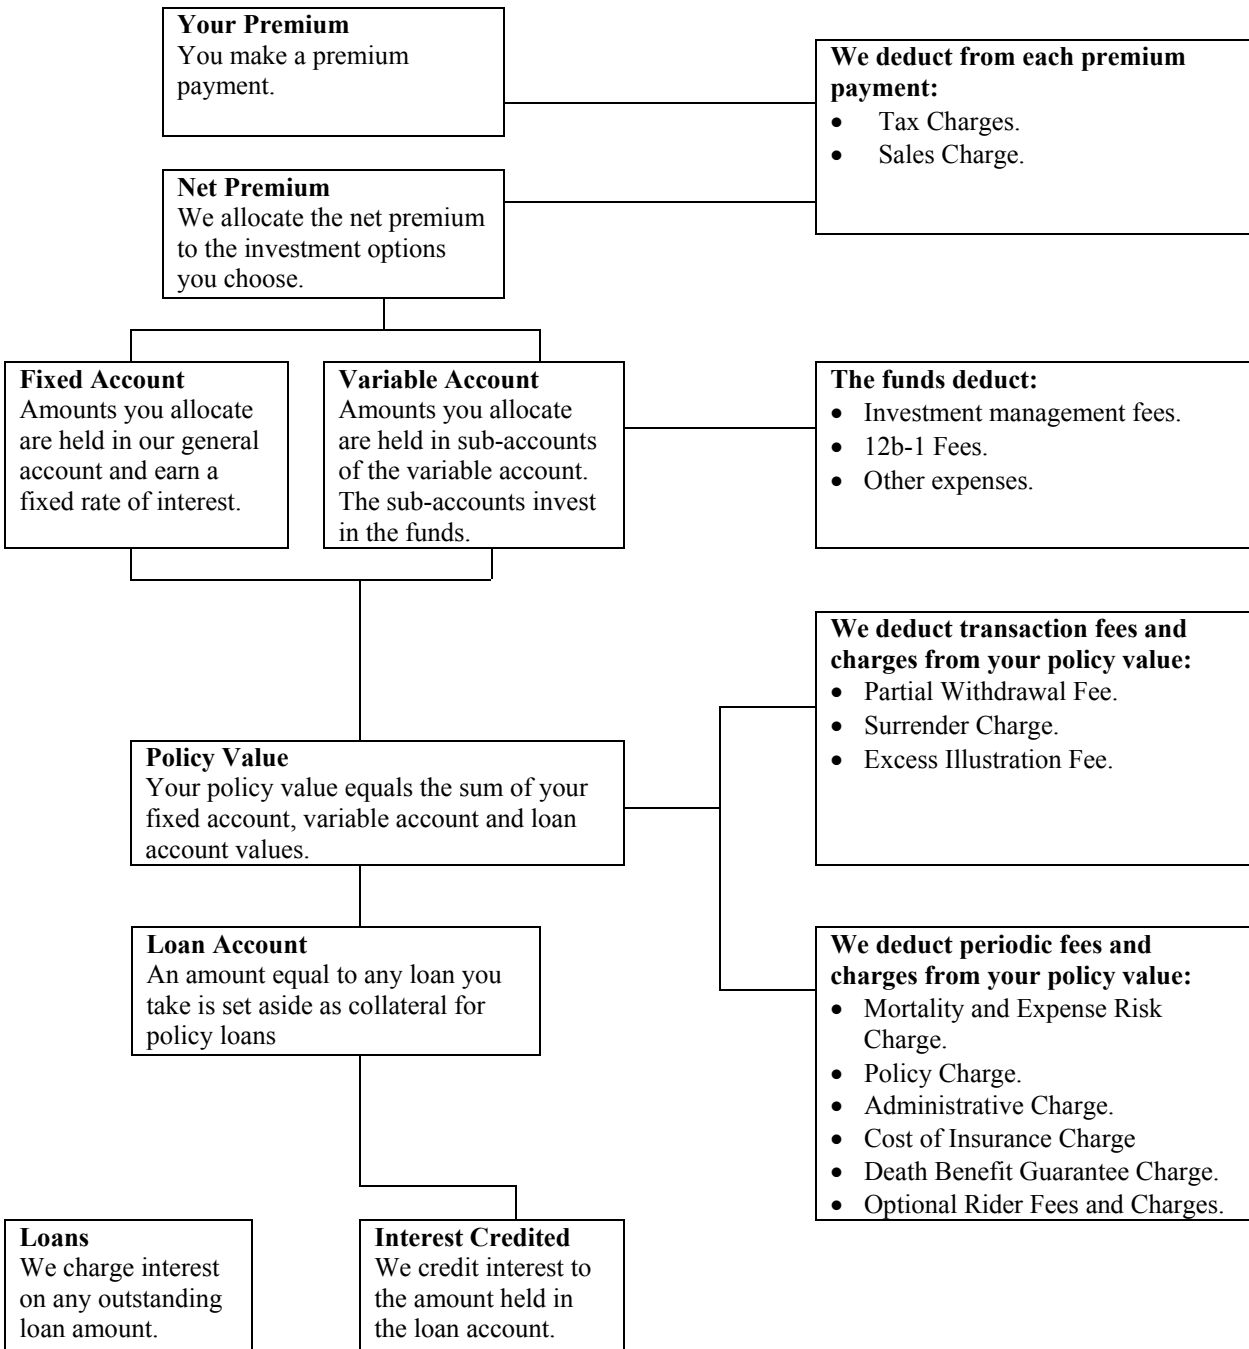 Your Premium
You make a premium
payment.
We deduct from each premium
payment:
• Tax Charges.
• Sales Charge.
Net Premium
We allocate the net premium
to the investment options
you choose.
Fixed Account
Amounts you allocate
are held in our general
account and earn a
fixed rate of interest.
Variable Account
Amounts you allocate
are held in sub-accounts
of the variable account.
The sub-accounts invest
in the funds.
The funds deduct:
• Investment management fees.
• 12b-1 Fees.
• Other expenses.
We deduct transaction fees and
charges from your policy value:
• Partial Withdrawal Fee.
• Surrender Charge.
• Excess Illustration Fee.
Policy Value
Your policy value equals the sum of your
fixed account, variable account and loan
account values.
Loan Account
An amount equal to any loan you
take is set aside as collateral for
policy loans
We deduct periodic fees and
charges from your policy value:
• Mortality and Expense Risk
Charge.
• Policy Charge.
• Administrative Charge.
• Cost of Insurance Charge
• Death Benefit Guarantee Charge.
• Optional Rider Fees and Charges.
Loans
We charge interest
on any outstanding
loan amount.
Interest Credited
We credit interest to
the amount held in
the loan account.